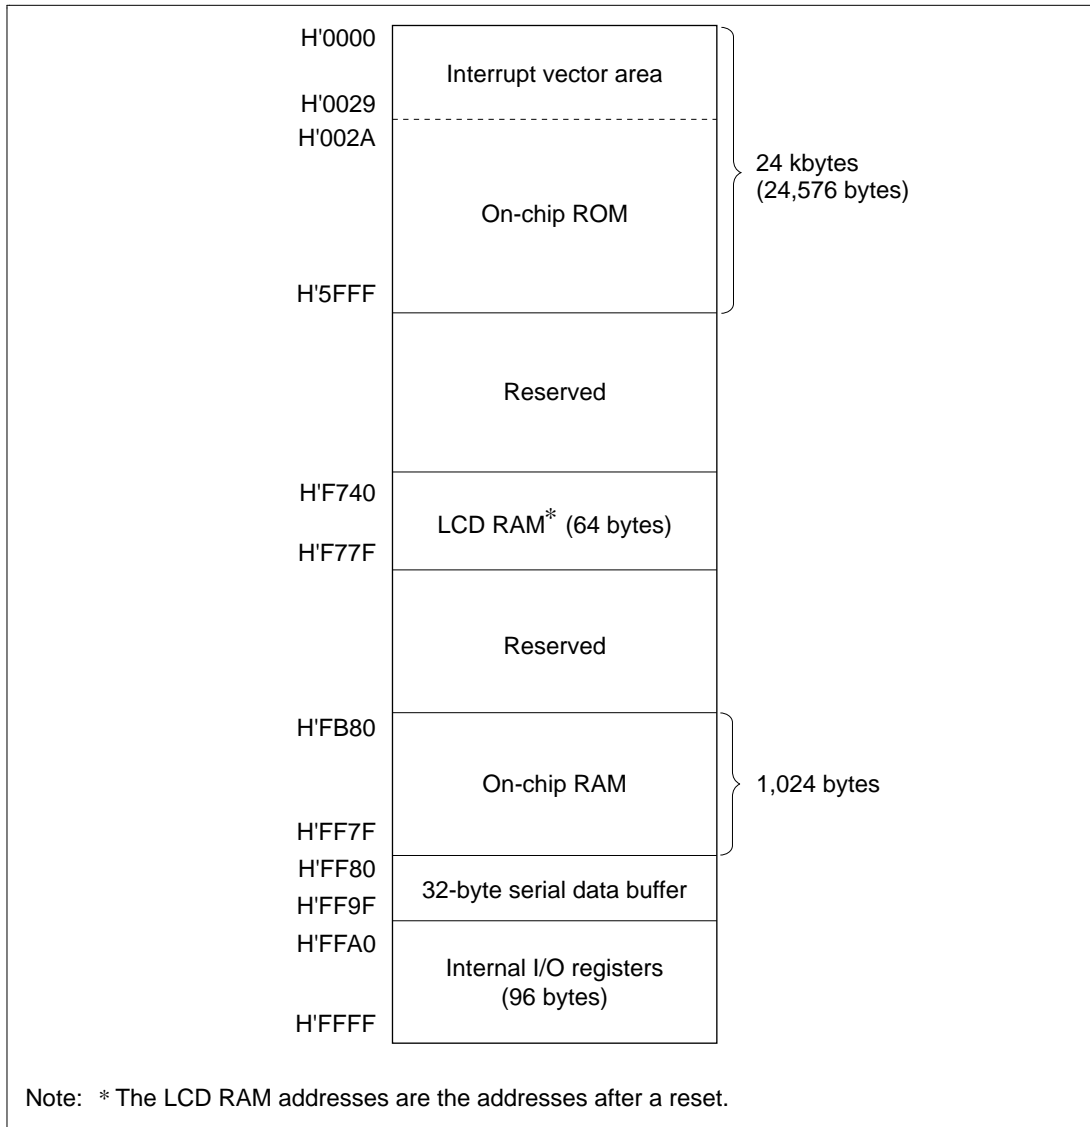 H'0000
Interrupt vector area
H'0029
H'002A
24 kbytes
(24,576 bytes)
On-chip ROM
H'5FFF
Reserved
H'F740
LCD RAM* (64 bytes)
H'F77F
Reserved
H'FB80
On-chip RAM
1,024 bytes
H'FF7F
H'FF80
32-byte serial data buffer
H'FF9F
H'FFA0
Internal I/O registers
(96 bytes)
H'FFFF
Note: * The LCD RAM addresses are the addresses after a reset.